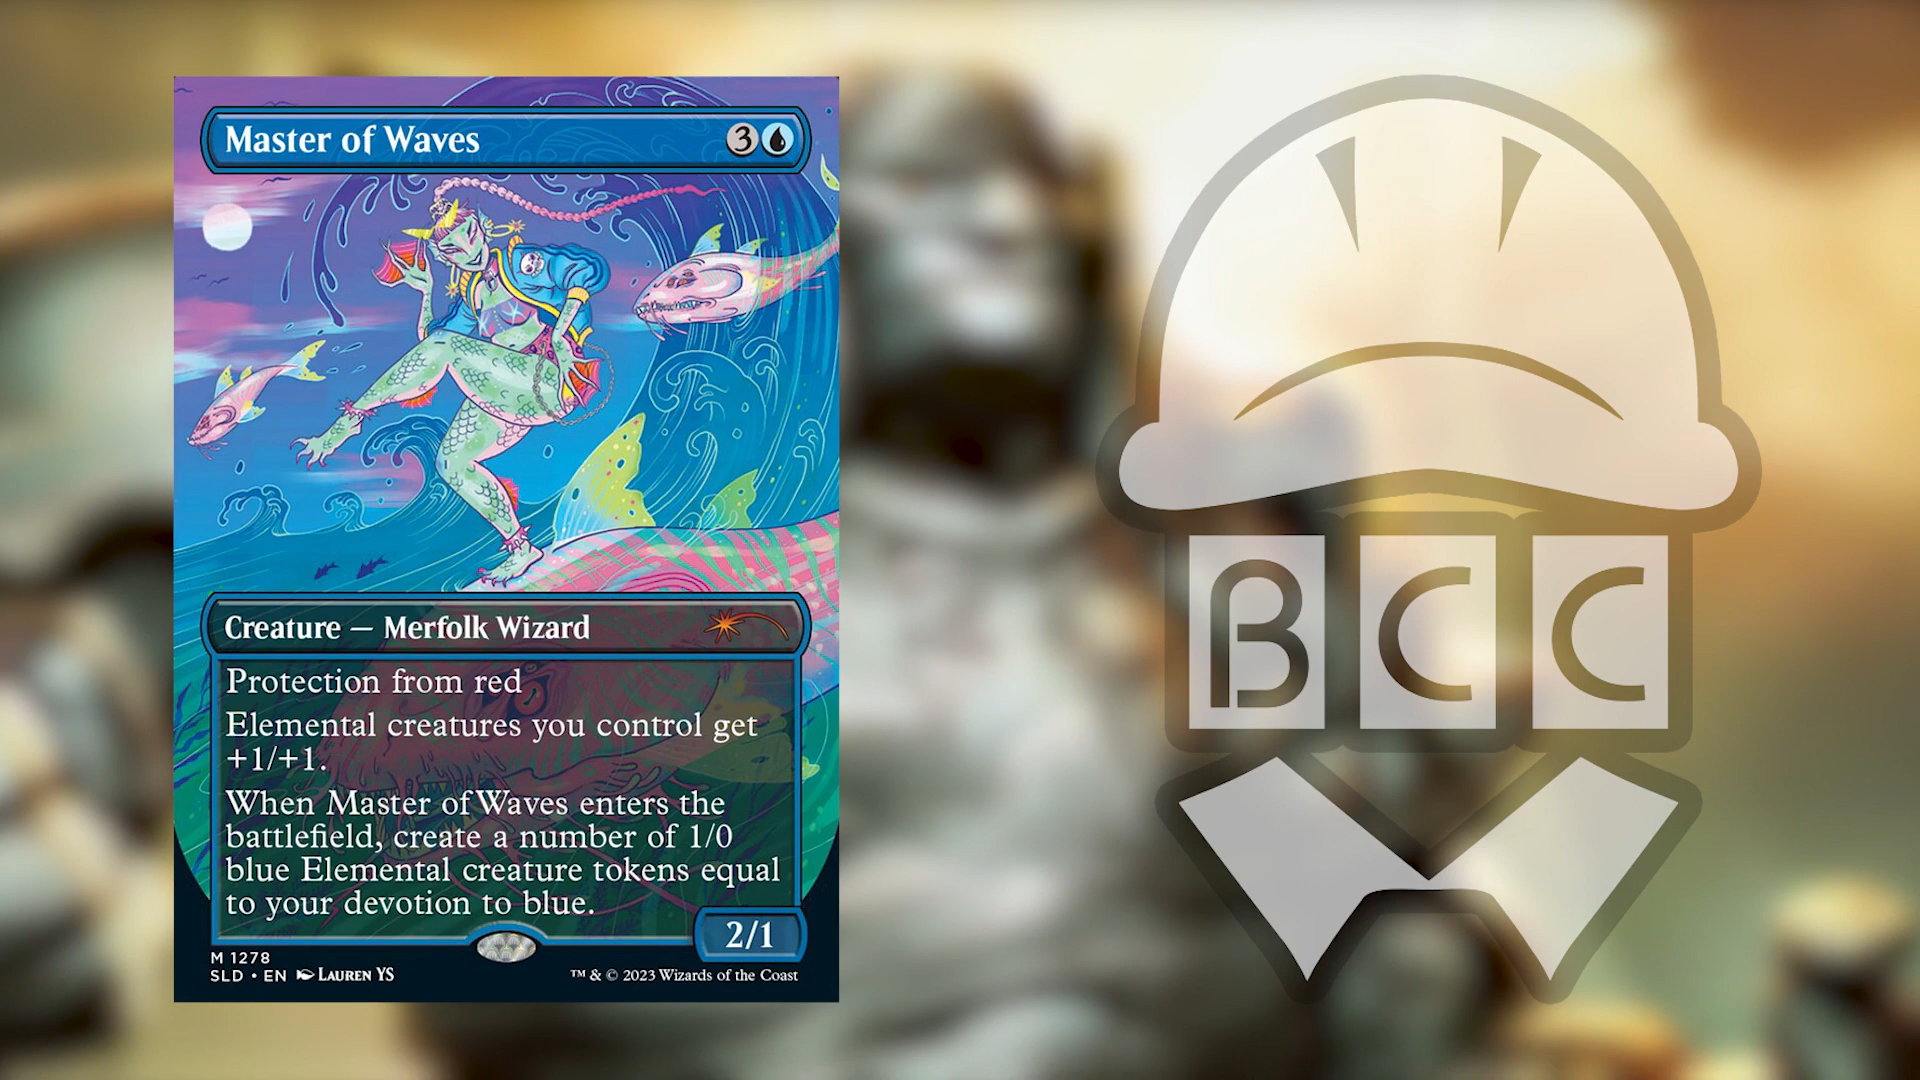 Master of Waves 3
Creature — Merfolk Wizard
Protection from red
Elemental creatures you control get
+1/+1.
When Master of Waves enters the
battlefield, create a number of 1/0
blue Elemental creature tokens equal
to your devotion to blue.
2/1
M 1278
SLD • EN LAUREN YS
™ & © 2023 Wizards of the Coast
BCC